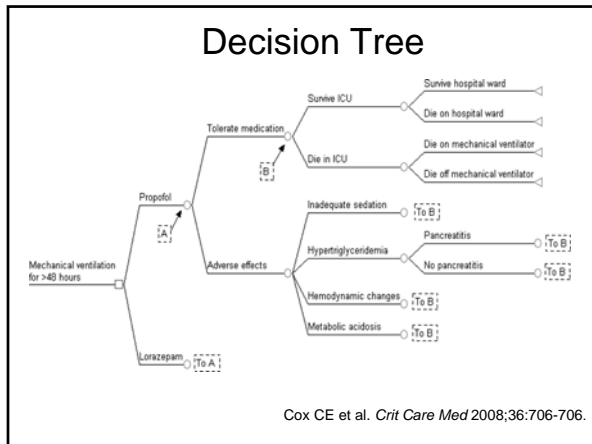 Decision Tree
Survive hospital ward
Survive ICU
Die on hospital ward
Tolerate medication
Die on mechanical ventilator
Die in ICU
B
Die off mechanical ventilator
Propofol
Inadequate sedation
To B
A
Pancreatitis
To B
Hypertriglyceridemia
Mechanical ventilation
for >48 hours
Adverse effects
No pancreatitis
To B
Hemodynamic changes
To B
Metabolic acidosis
To B
Lorazepam
To A
Cox CE et al. Crit Care Med 2008;36:706-706.